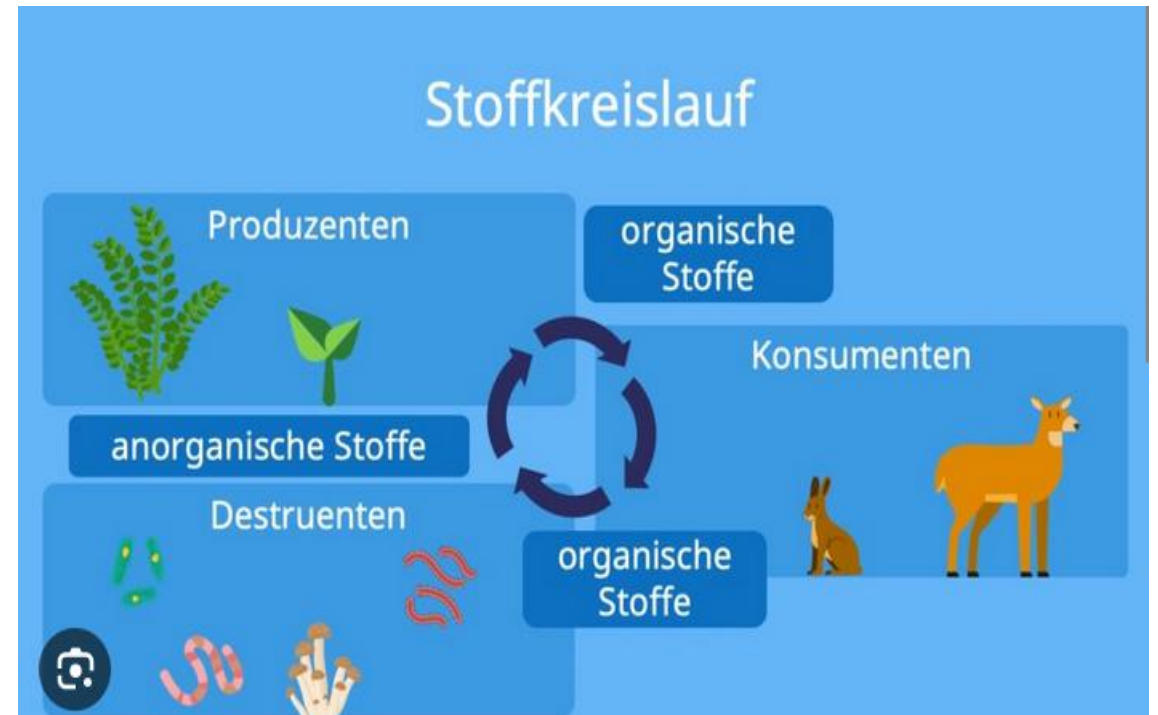 Stoffkreislauf
Produzenten
organische
Stoffe
Konsumenten
anorganische Stoffe
Destruenten
organische
Stoffe